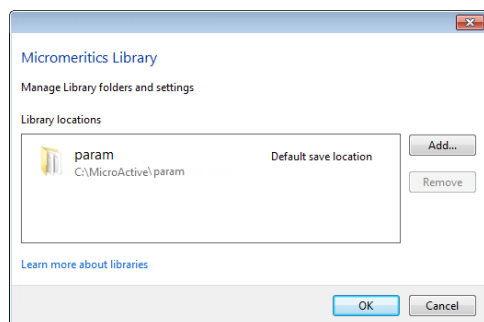 Micromeritics Library
Manage Library folders and settings
Library locations
param
Default save location
C:\MicroActive\param
Add...
Remove
Learn more about libraries
OK
Cancel